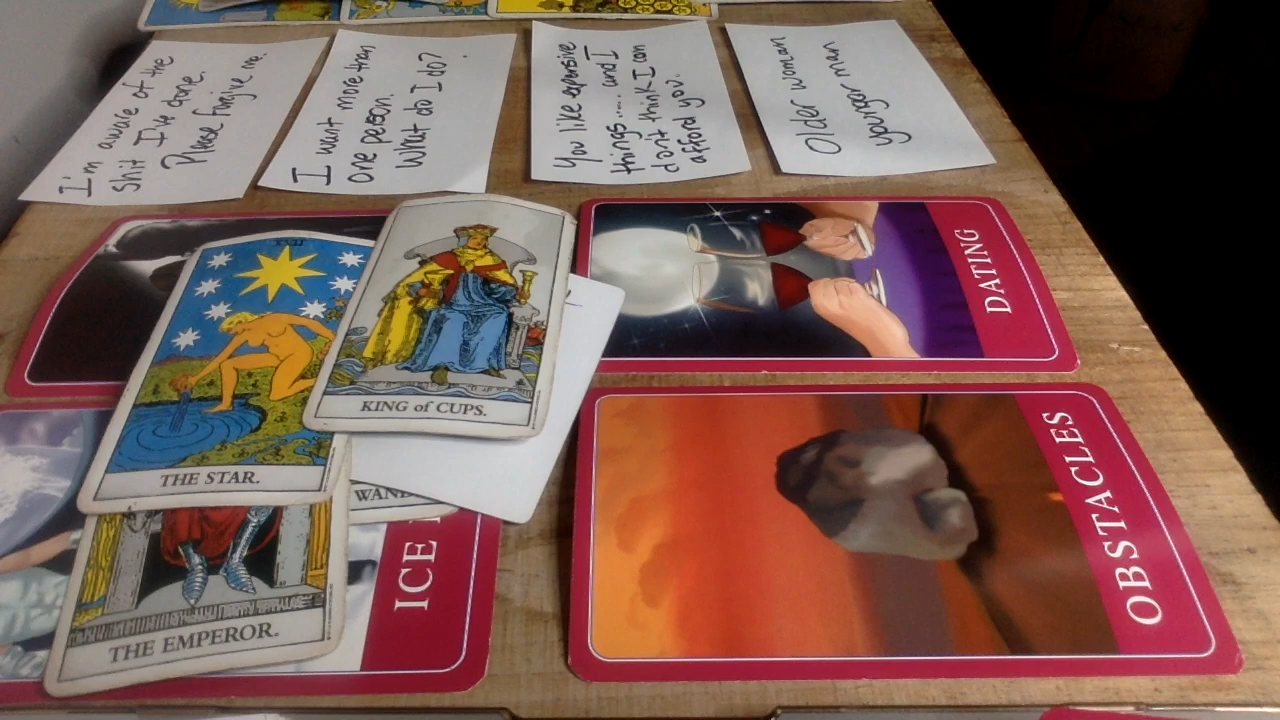 I'm aware of the
shit I've done.
Please forgive me.
I want more than
one person.
What do I do?
You like expensive
things..... and I
don't think I can
afford you.
Older woman
younger man
XVII
THE STAR.
KING of CUPS.
DATING
WAND
THE EMPEROR.
ICE
OBSTACLES